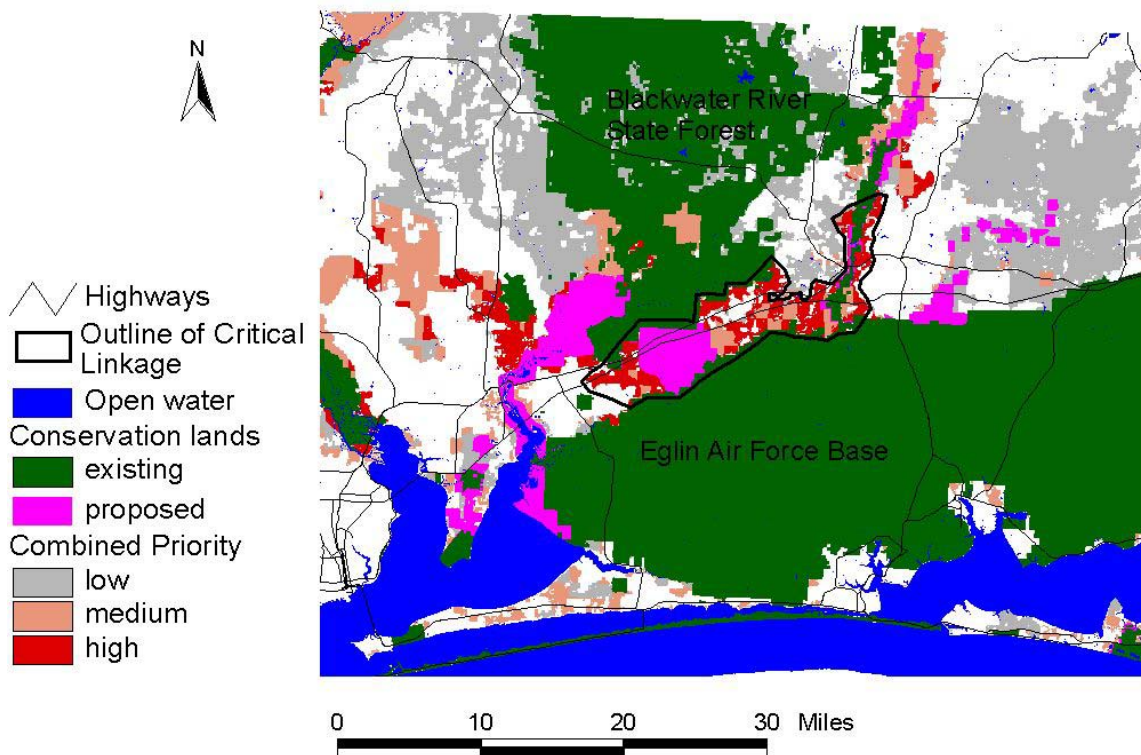 N
Highways
Outline of Critical
Linkage
Open water
Conservation lands
existing
proposed
Combined Priority
low
medium
high
Blackwater River
State Forest
Eglin Air Force Base
0 10 20 30 Miles